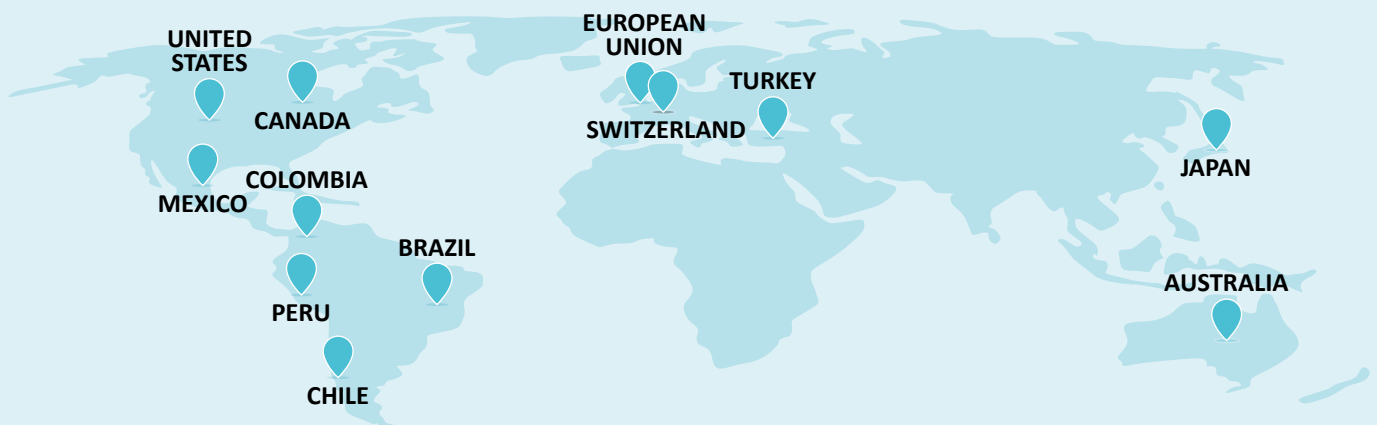 UNITED
STATES
CANADA
MEXICO
COLOMBIA
PERU
BRAZIL
CHILE
EUROPEAN
UNION
SWITZERLAND
TURKEY
JAPAN
AUSTRALIA